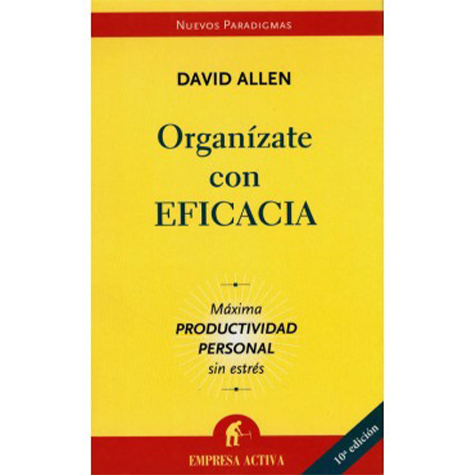 NUEVOS PARADIGMAS
DAVID ALLEN
Organízate
con
EFICACIA
Máxima
PRODUCTIVIDAD
PERSONAL
sin estrés
10ª edición
EMPRESA ACTIVA